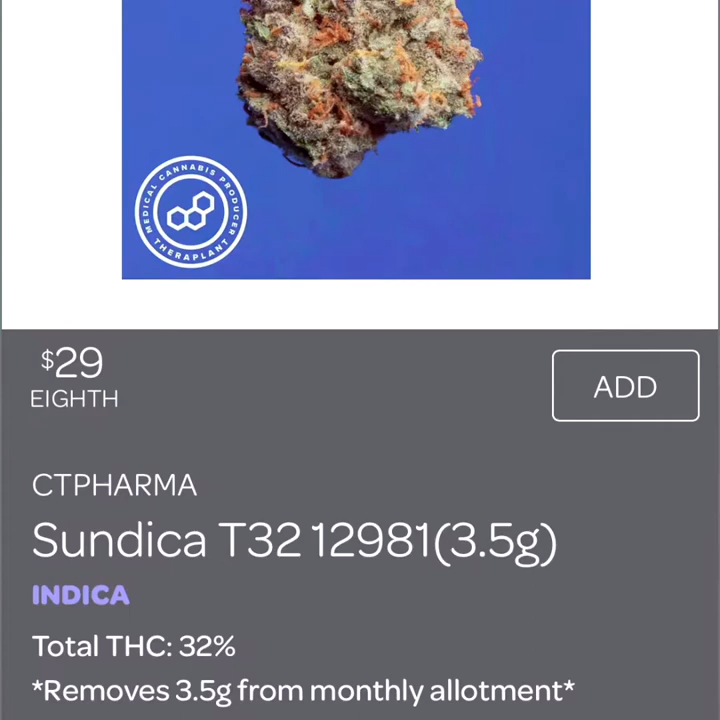 MEDICAL CANNABIS PRODUCER
THERAPLANT
$29
EIGHTH
ADD
CTPHARMA
Sundica T32 12981(3.5g)
INDICA
Total THC: 32%
*Removes 3.5g from monthly allotment*